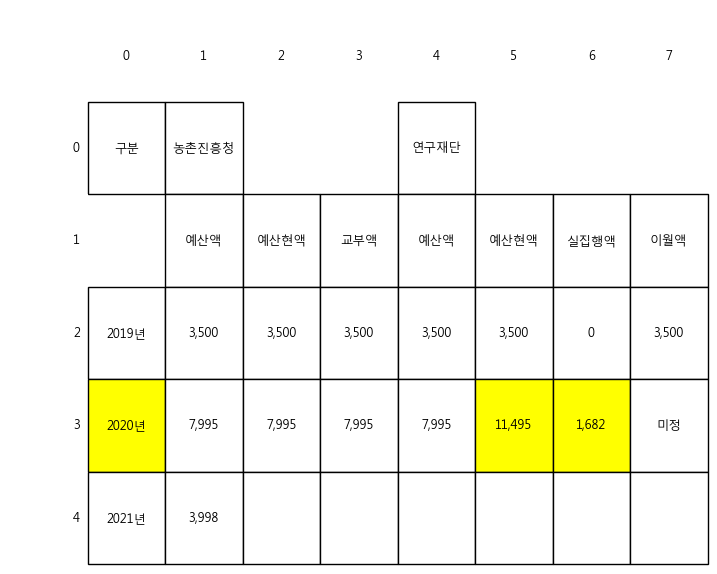 0 1 2 3 4 5 6 7
0 구분 농촌진흥청 연구재단
1 예산액 예산현액 교부액 예산액 예산현액 실집행액 이월액
2 2019년 3,500 3,500 3,500 3,500 3,500 0 3,500
3 2020년 7,995 7,995 7,995 7,995 11,495 1,682 미정
4 2021년 3,998